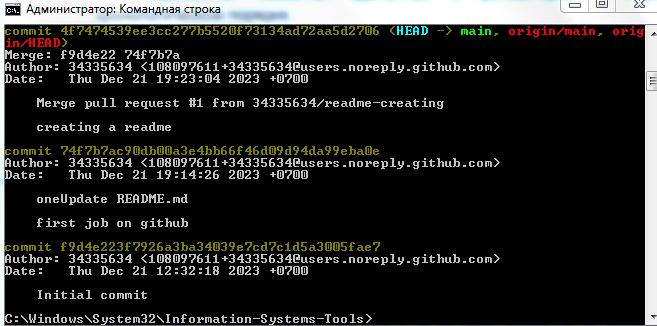 Администратор: Командная строка
commit 4f7474539ee3cc277b5520f73134ad72aa5d2706 (HEAD -> main, origin/main, orig
in/HEAD)
Merge: f9d4e22 74f7b7a
Author: 34335634 <108097611+34335634@users.noreply.github.com>
Date:   Thu Dec 21 19:23:04 2023 +0700
    Merge pull request #1 from 34335634/readme-creating
    creating a readme
commit 74f7b7ac90db00a3e4bb66f46d09d94da99eba0e
Author: 34335634 <108097611+34335634@users.noreply.github.com>
Date:   Thu Dec 21 19:14:26 2023 +0700
    oneUpdate README.md
    first job on github
commit f9d4e223f7926a3ba34039e7cd7c1d5a3005fae7
Author: 34335634 <108097611+34335634@users.noreply.github.com>
Date:   Thu Dec 21 12:32:18 2023 +0700
    Initial commit
C:\Windows\System32\Information-Systems-Tools>